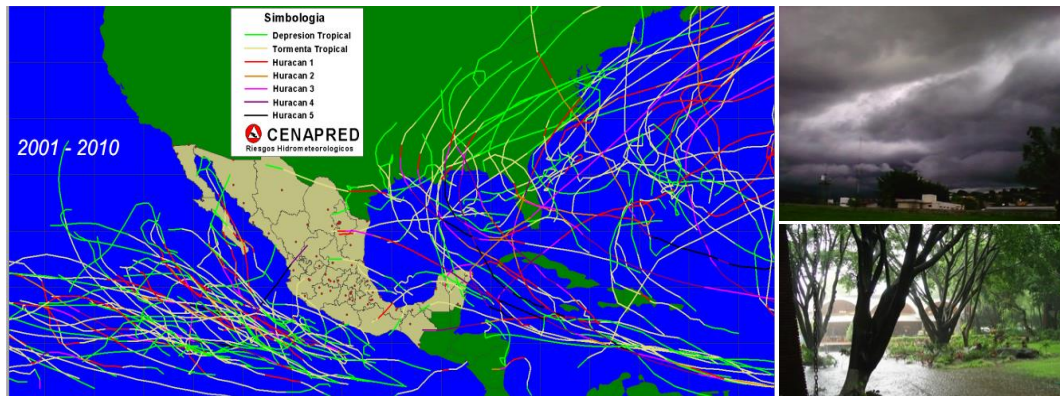 Simbologia
Depresion Tropical
Tormenta Tropical
Huracan 1
Huracan 2
Huracan 3
Huracan 4
Huracan 5
CENAPRED
Riesgos Hidrometeorologicos
2001 - 2010